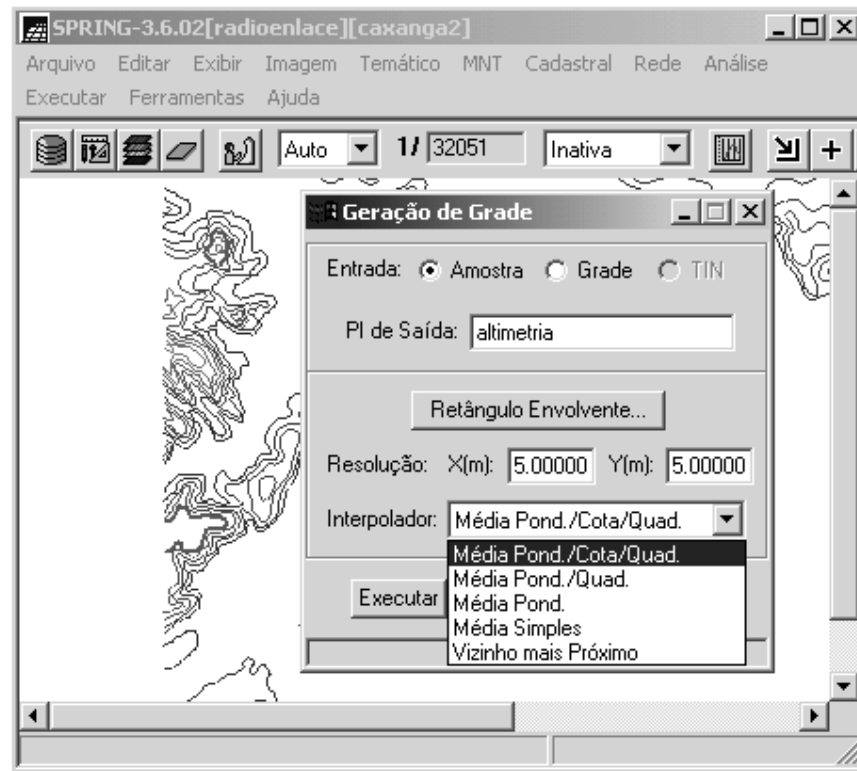 SPRING-3.6.02[radioenlace][caxanga2]
Arquivo Editar Exibir Imagem Temático MNT Cadastral Rede Análise
Executar Ferramentas Ajuda
Auto 1/ 32051 Inativa
Geração de Grade
Entrada: Amostra Grade TIN
PI de Saída: altimetria
Retângulo Envolvente...
Resolução: X(m): 5.00000 Y(m): 5.00000
Interpolador: Média Pond./Cota/Quad.
Média Pond./Cota/Quad.
Média Pond./Quad.
Média Pond.
Média Simples
Vizinho mais Próximo
Executar